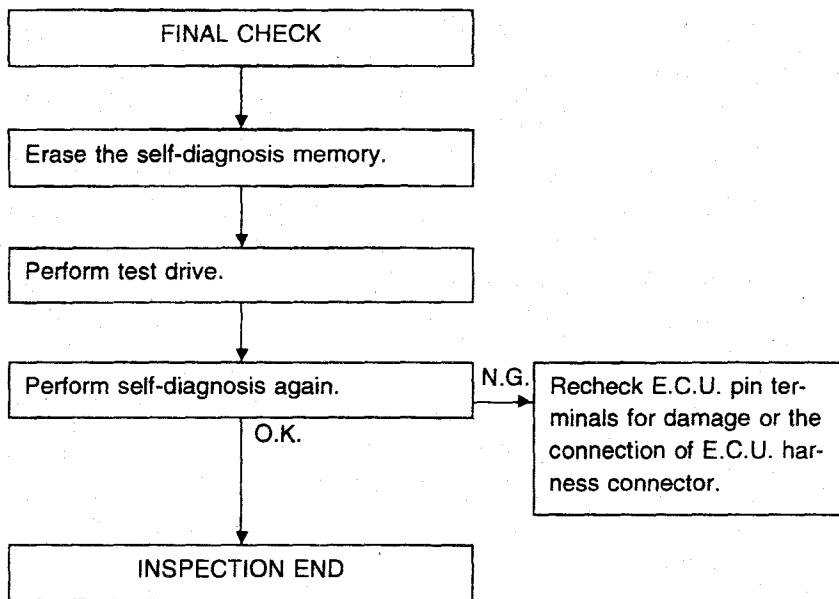 FINAL CHECK
Erase the self-diagnosis memory.
Perform test drive.
Perform self-diagnosis again.
N.G.
Recheck E.C.U. pin ter-
minals for damage or the
connection of E.C.U. har-
ness connector.
O.K.
INSPECTION END